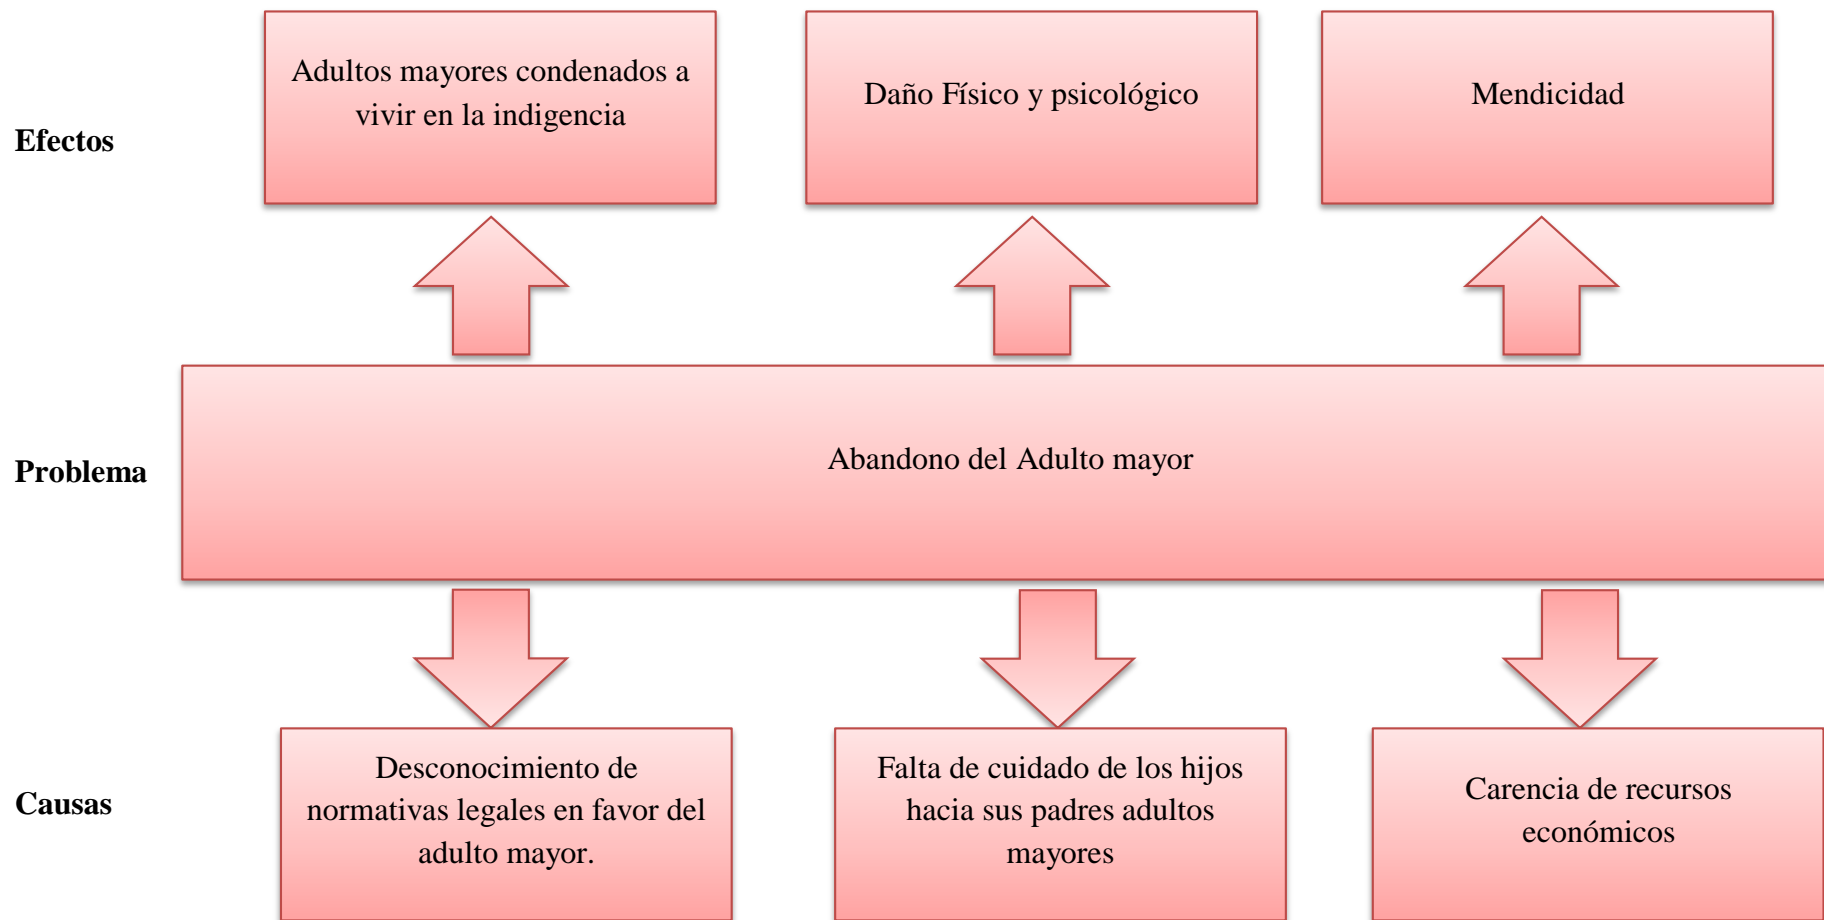 Efectos
Adultos mayores condenados a
vivir en la indigencia
Daño Físico y psicológico
Mendicidad
Problema
Abandono del Adulto mayor
Causas
Desconocimiento de
normativas legales en favor del
adulto mayor.
Falta de cuidado de los hijos
hacia sus padres adultos
mayores
Carencia de recursos
económicos